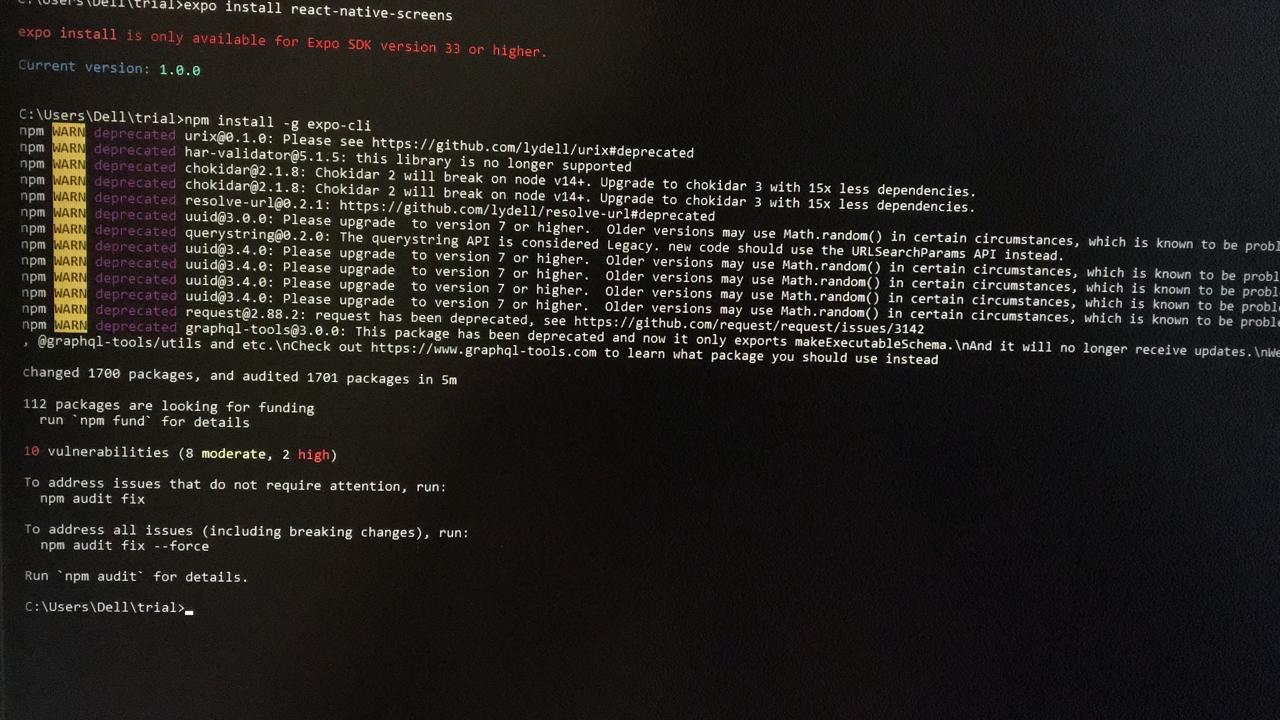 C:\Users\Dell\trial>expo install react-native-screens
expo install is only available for Expo SDK version 33 or higher.
Current version: 1.0.0
C:\Users\Dell\trial>npm install -g expo-cli
npm WARN deprecated urix@0.1.0: Please see https://github.com/lydell/urix#deprecated
npm WARN deprecated har-validator@5.1.5: this library is no longer supported
npm WARN deprecated chokidar@2.1.8: Chokidar 2 will break on node v14+. Upgrade to chokidar 3 with 15x less dependencies.
npm WARN deprecated chokidar@2.1.8: Chokidar 2 will break on node v14+. Upgrade to chokidar 3 with 15x less dependencies.
npm WARN deprecated resolve-url@0.2.1: https://github.com/lydell/resolve-url#deprecated
npm WARN deprecated uuid@3.0.0: Please upgrade  to version 7 or higher.  Older versions may use Math.random() in certain circumstances, which is known to be probl
npm WARN deprecated querystring@0.2.0: The querystring API is considered Legacy. new code should use the URLSearchParams API instead.
npm WARN deprecated uuid@3.4.0: Please upgrade  to version 7 or higher.  Older versions may use Math.random() in certain circumstances, which is known to be probl
npm WARN deprecated uuid@3.4.0: Please upgrade  to version 7 or higher.  Older versions may use Math.random() in certain circumstances, which is known to be probl
npm WARN deprecated uuid@3.4.0: Please upgrade  to version 7 or higher.  Older versions may use Math.random() in certain circumstances, which is known to be probl
npm WARN deprecated uuid@3.4.0: Please upgrade  to version 7 or higher.  Older versions may use Math.random() in certain circumstances, which is known to be probl
npm WARN deprecated request@2.88.2: request has been deprecated, see https://github.com/request/request/issues/3142
npm WARN deprecated graphql-tools@3.0.0: This package has been deprecated and now it only exports makeExecutableSchema.\nAnd it will no longer receive updates.\nWe
, @graphql-tools/utils and etc.\nCheck out https://www.graphql-tools.com to learn what package you should use instead
changed 1700 packages, and audited 1701 packages in 5m
112 packages are looking for funding
run `npm fund` for details
10 vulnerabilities (8 moderate, 2 high)
To address issues that do not require attention, run:
npm audit fix
To address all issues (including breaking changes), run:
npm audit fix --force
Run `npm audit` for details.
C:\Users\Dell\trial>